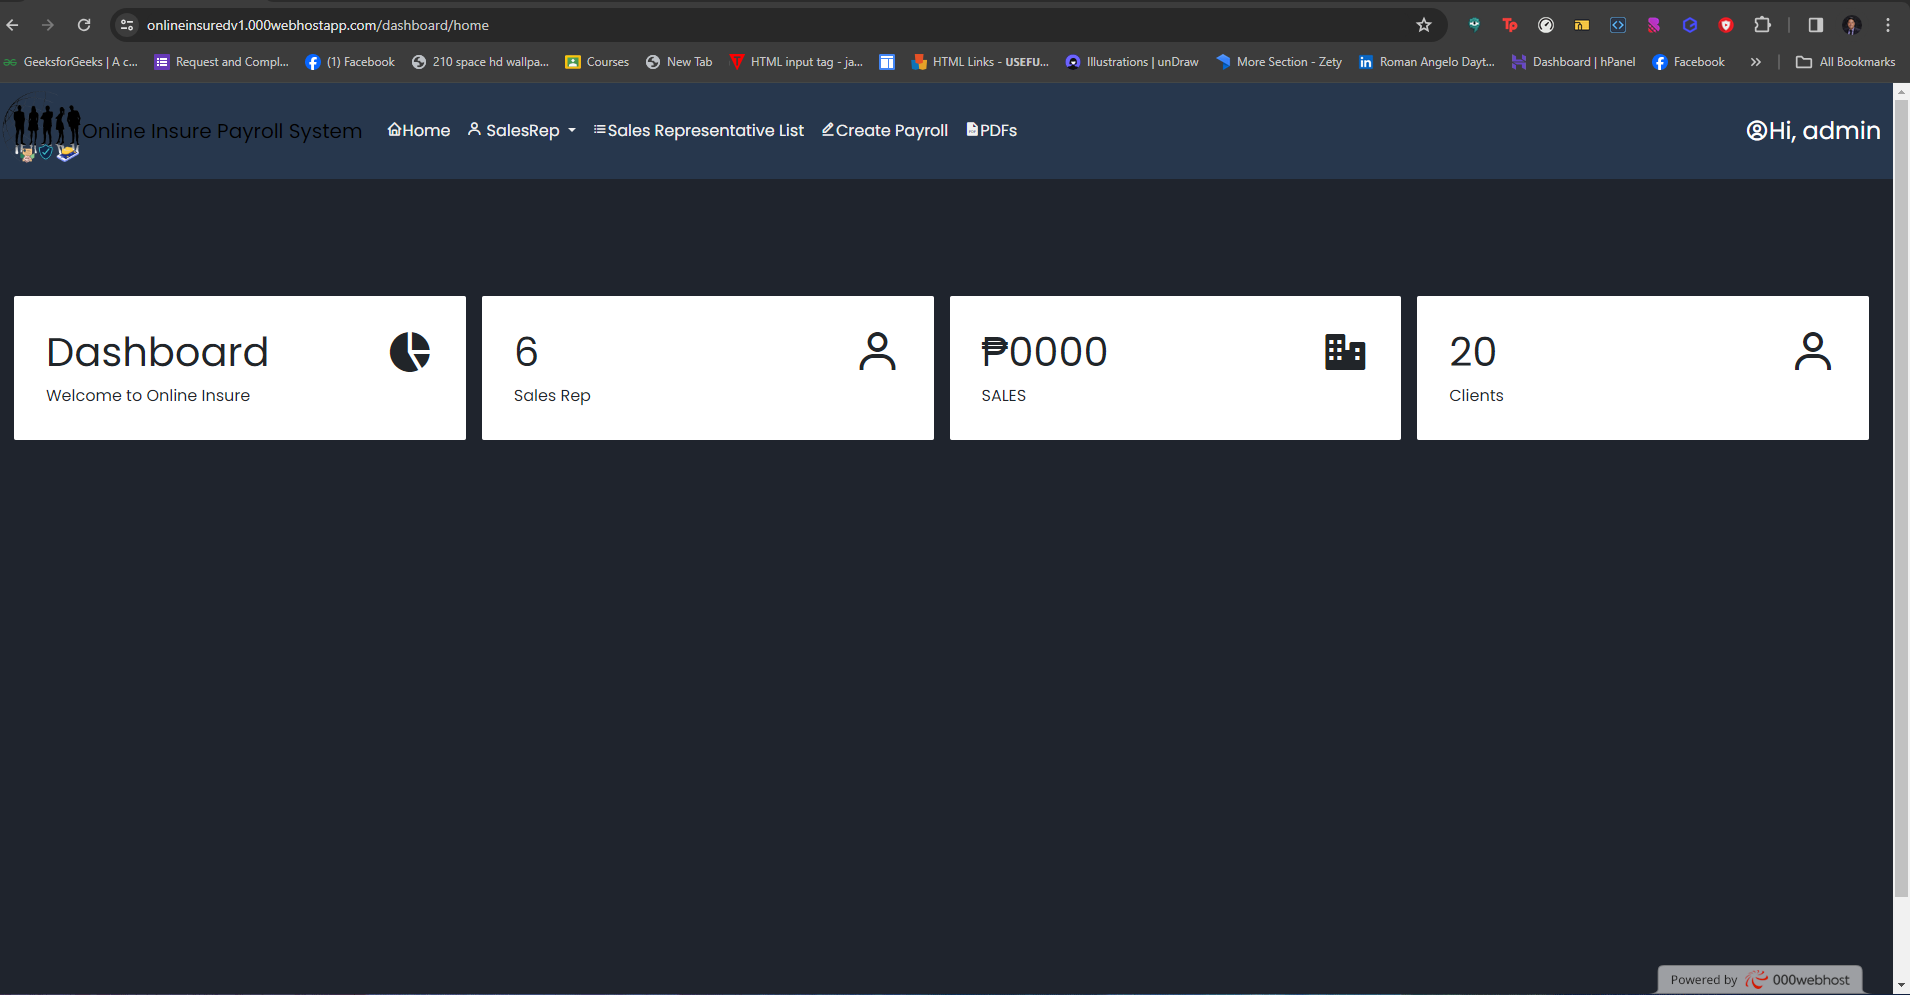 onlineinsuredv1.000webhostapp.com/dashboard/home
GeeksforGeeks | A c...
Request and Compl...
(1) Facebook
210 space hd wallpa...
Courses
New Tab
HTML input tag - ja...
HTML Links - USEFU...
Illustrations | unDraw
More Section - Zety
Roman Angelo Dayt...
Dashboard | hPanel
Facebook
All Bookmarks
Online Insure Payroll System
Home
SalesRep
Sales Representative List
Create Payroll
PDFs
Hi, admin
Dashboard
Welcome to Online Insure
6
Sales Rep
₱0000
SALES
20
Clients
Powered by 000webhost